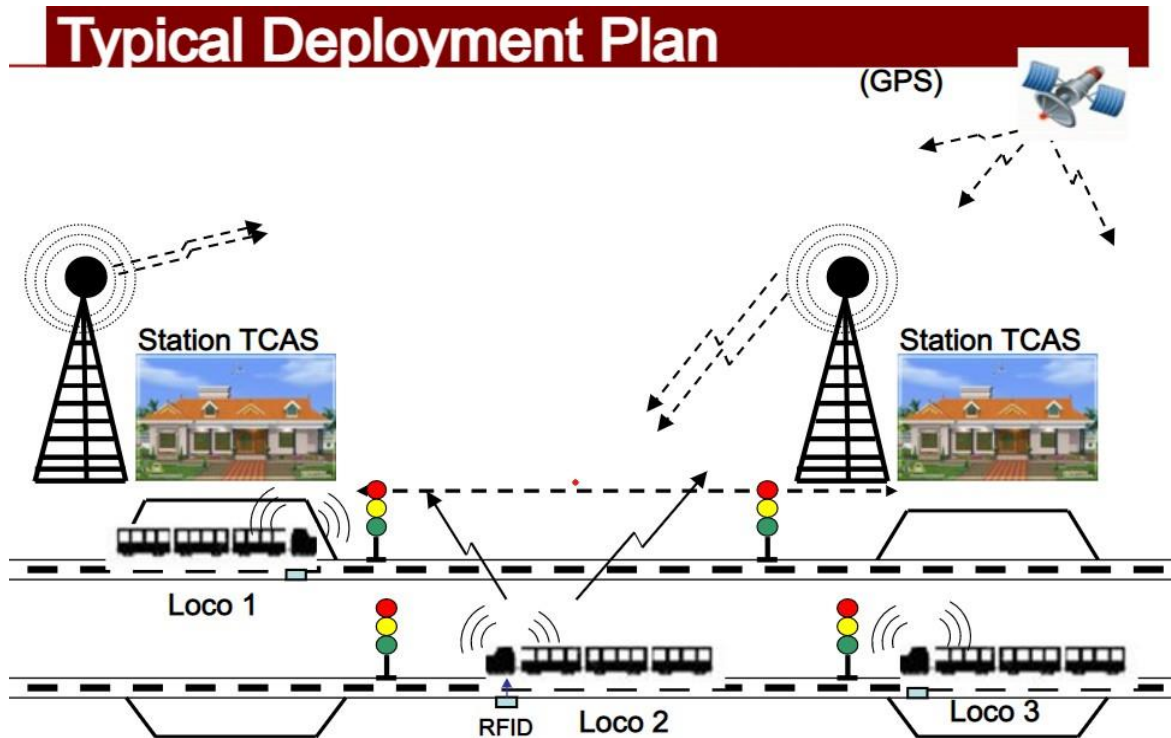 Typical Deployment Plan
(GPS)
Station TCAS
Station TCAS
Loco 1
RFID
Loco 2
Loco 3